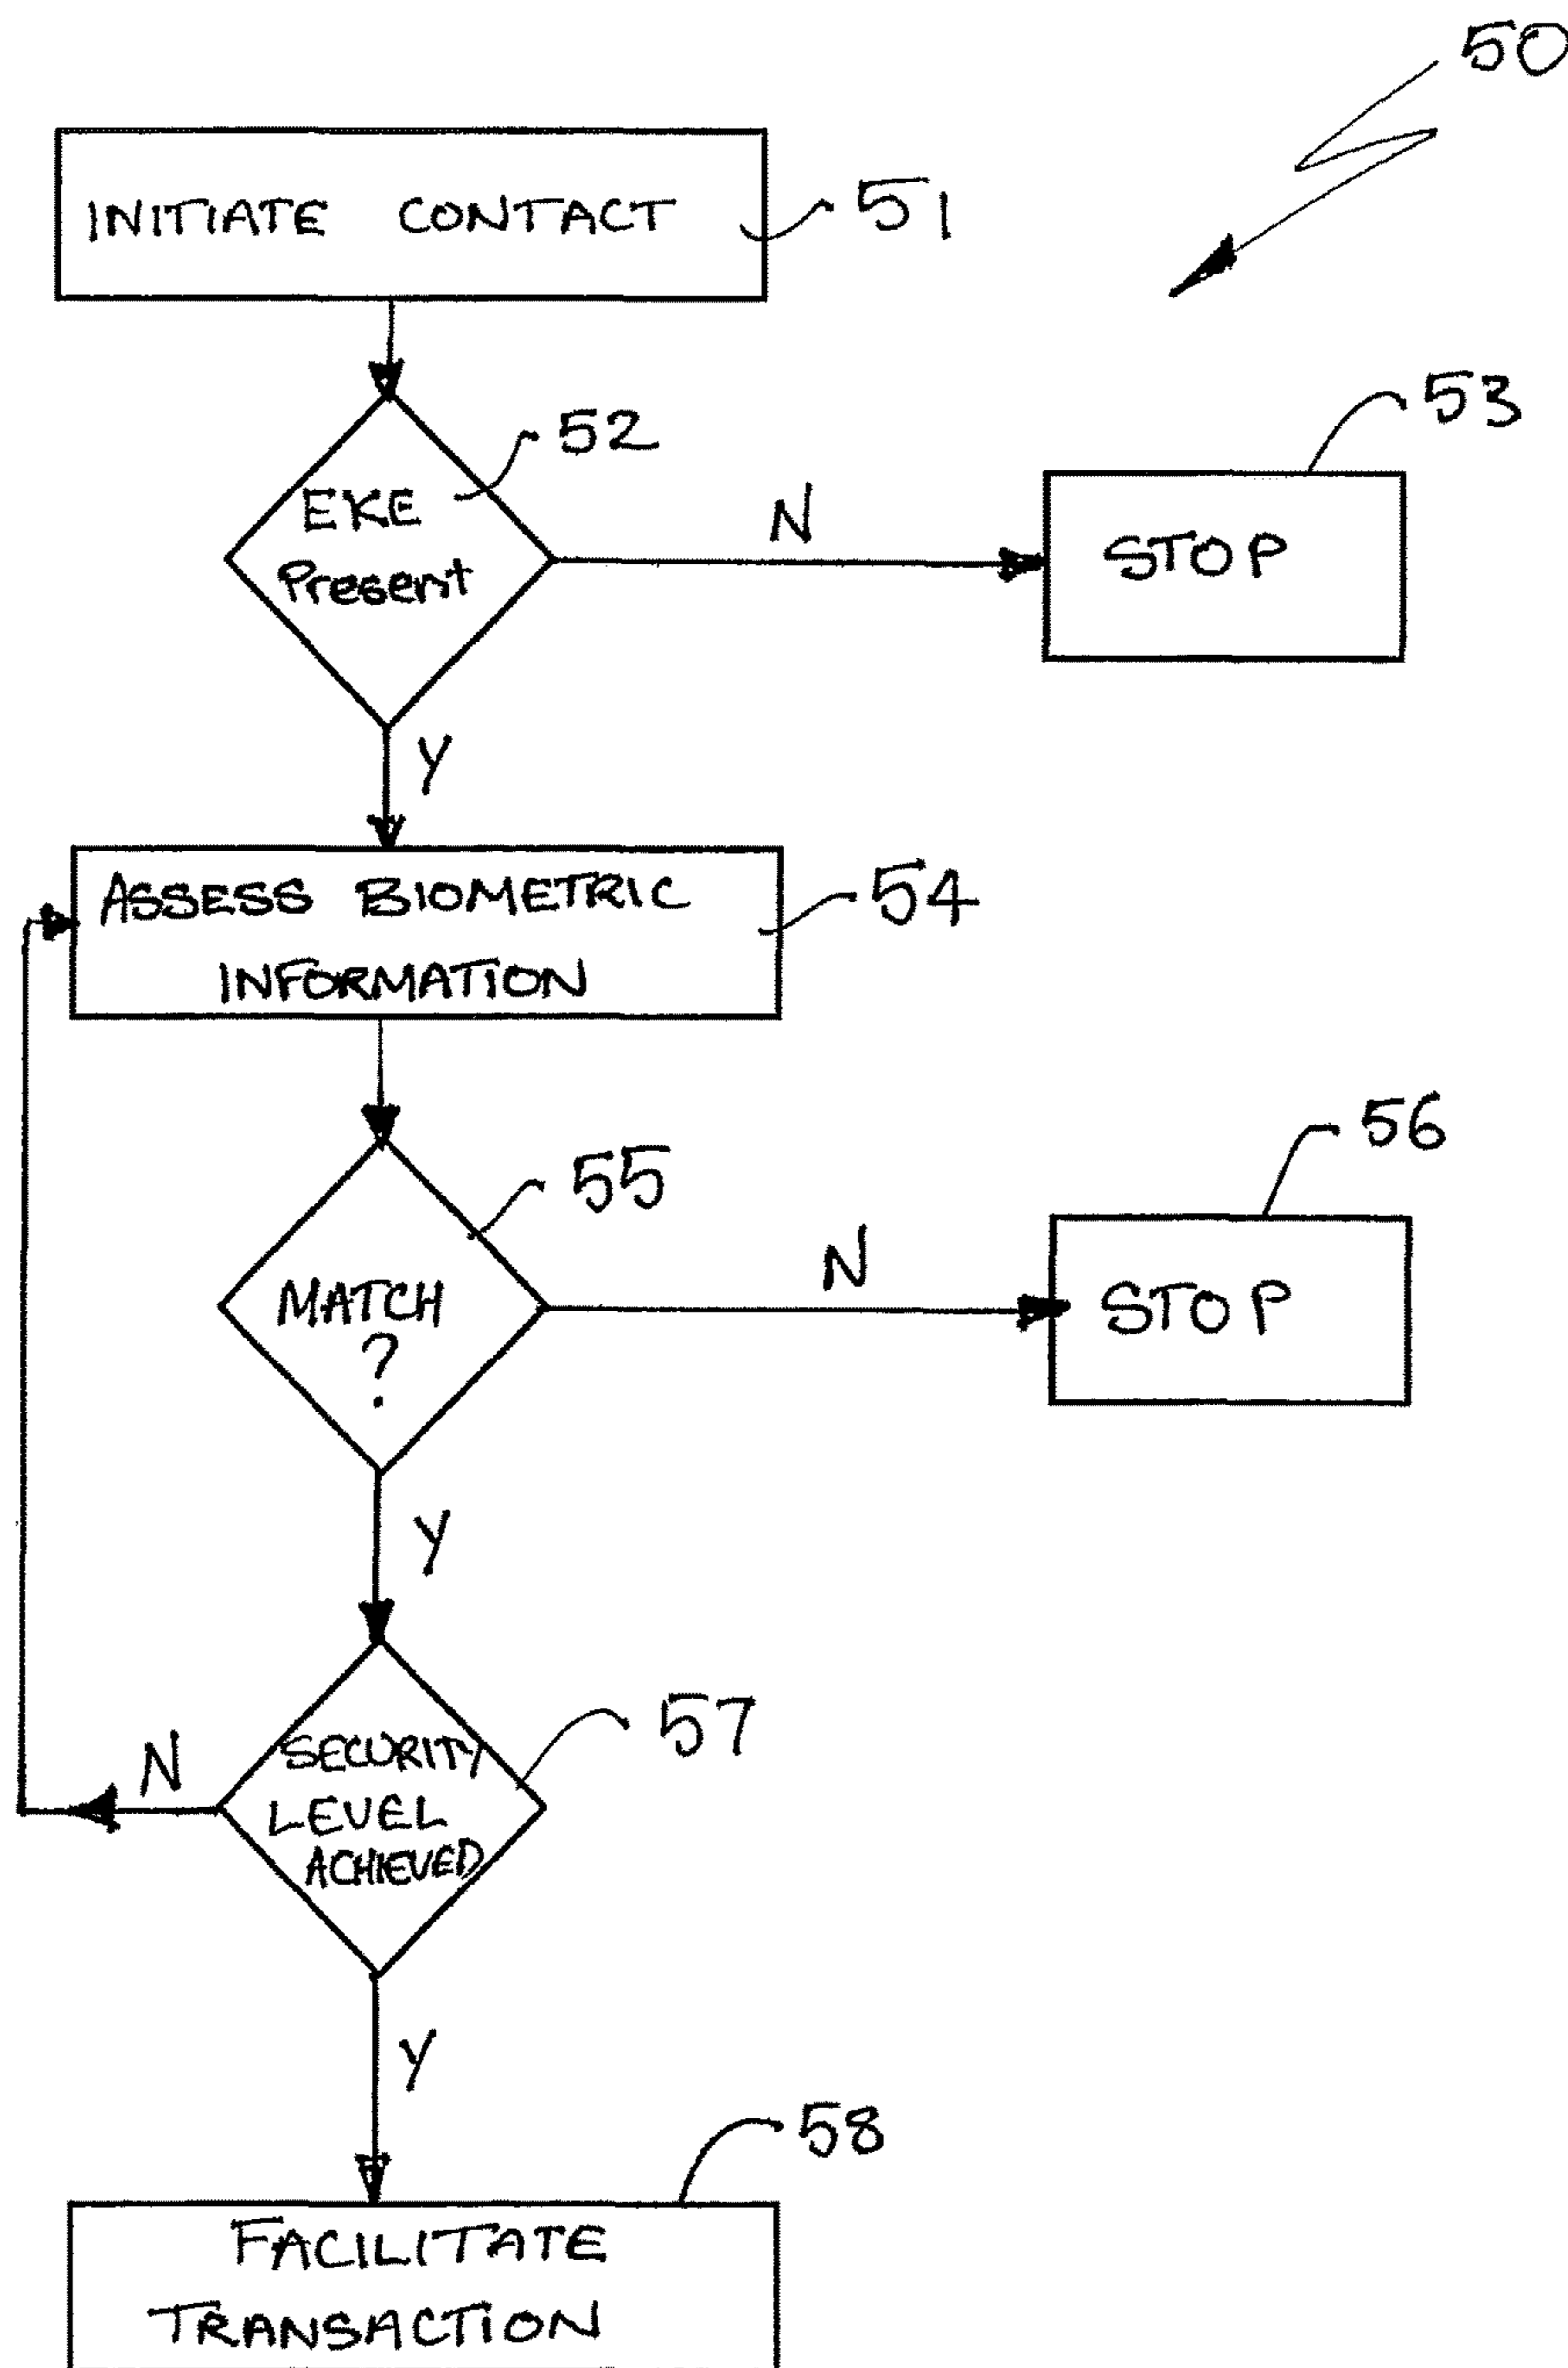 50
INITIATE CONTACT
51
52
EKE
Present
N
53
STOP
Y
ASSESS BIOMETRIC
INFORMATION
54
55
MATCH
?
N
56
STOP
Y
57
SECURITY
LEVEL
ACHIEVED
N
Y
58
FACILITATE
TRANSACTION